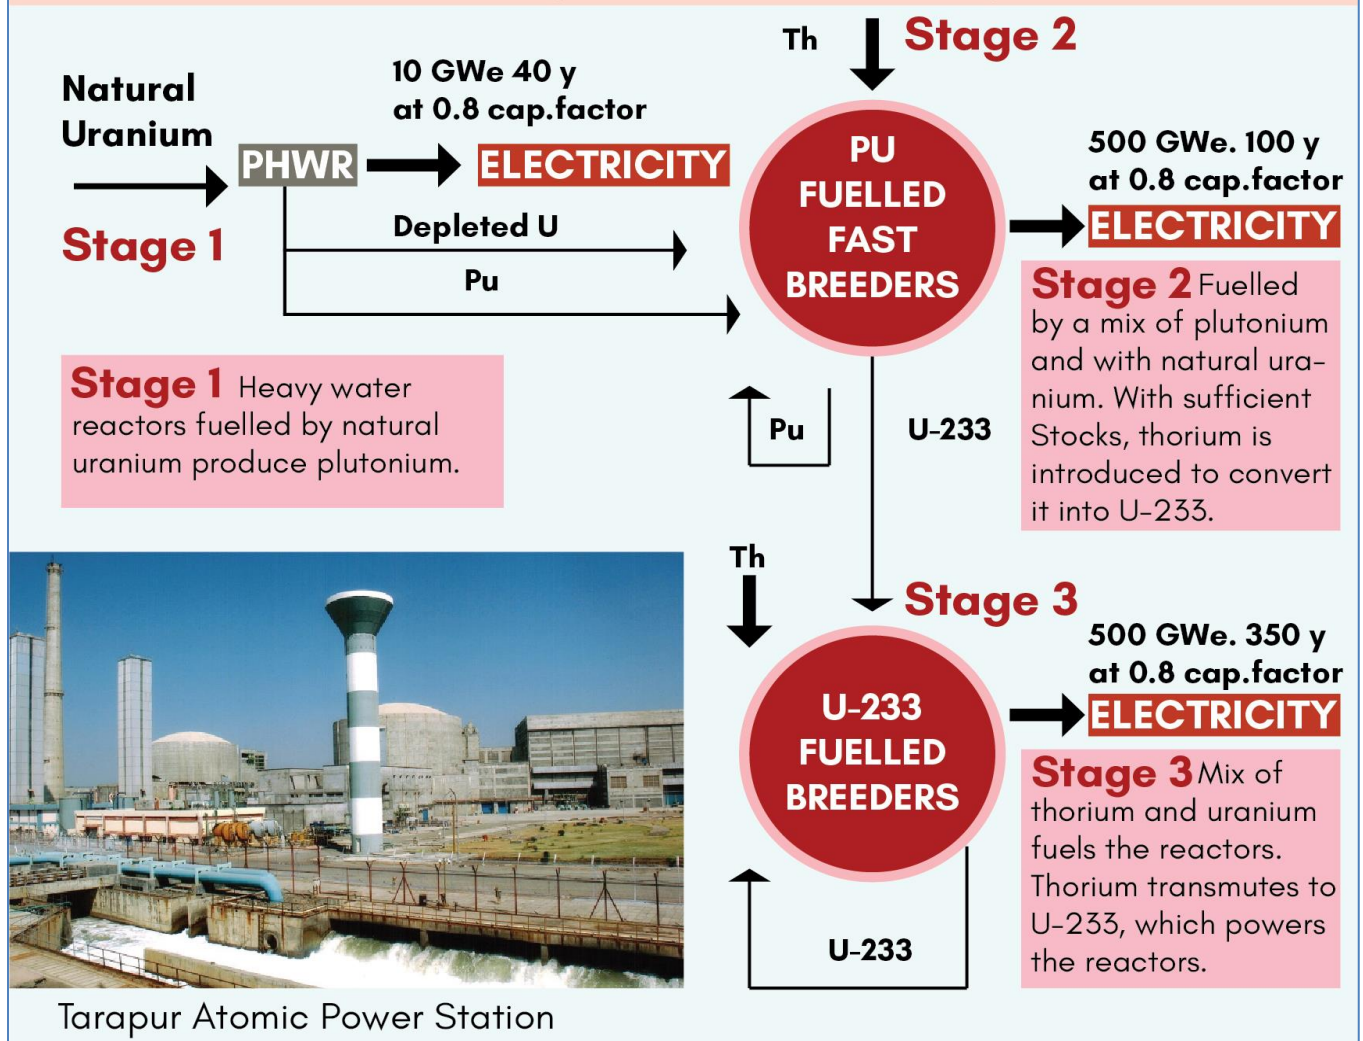 Natural
Uranium
PHWR
10 GWe 40 y
at 0.8 cap.factor
ELECTRICITY
Stage 1
Depleted U
Pu
Stage 1 Heavy water
reactors fuelled by natural
uranium produce plutonium.
Th
Stage 2
PU
FUELLED
FAST
BREEDERS
500 GWe. 100 y
at 0.8 cap.factor
ELECTRICITY
Stage 2 Fuelled
by a mix of plutonium
and with natural ura-
nium. With sufficient
Stocks, thorium is
introduced to convert
it into U-233.
Pu
U-233
Th
Stage 3
U-233
FUELLED
BREEDERS
500 GWe. 350 y
at 0.8 cap.factor
ELECTRICITY
Stage 3 Mix of
thorium and uranium
fuels the reactors.
Thorium transmutes to
U-233, which powers
the reactors.
U-233
Tarapur Atomic Power Station